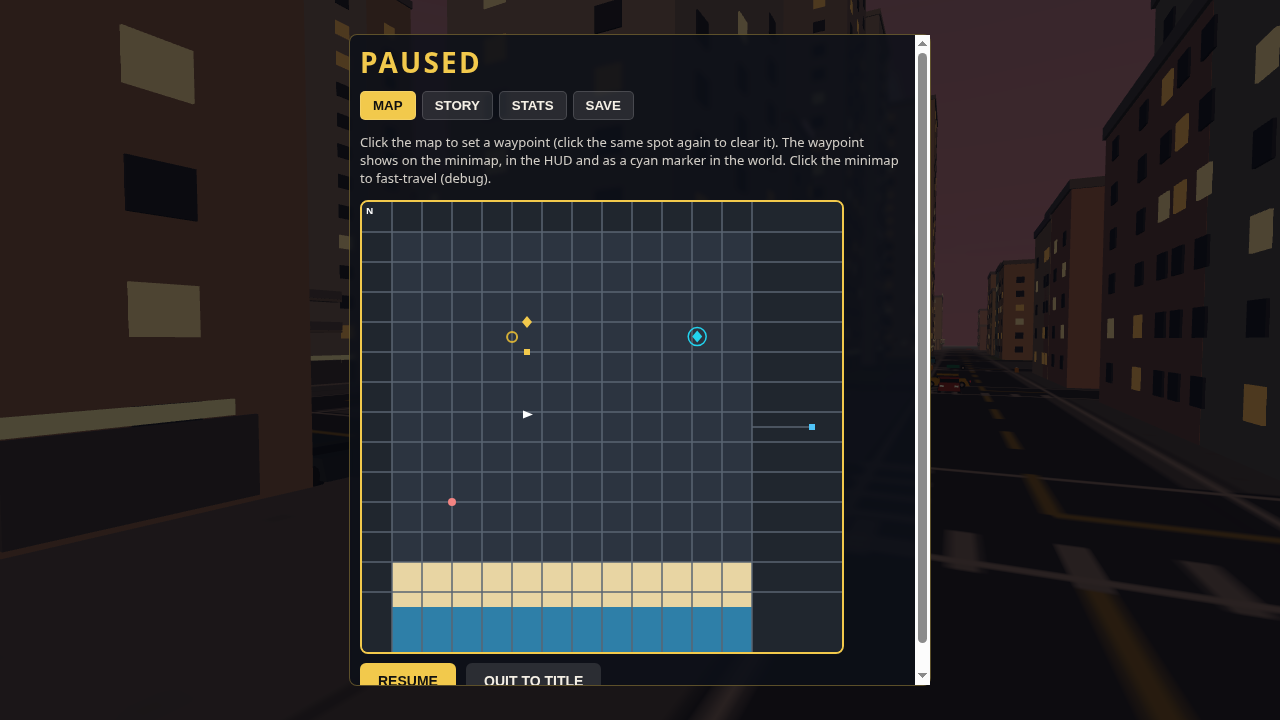 PAUSED
MAP STORY STATS SAVE
Click the map to set a waypoint (click the same spot again to clear it). The waypoint
shows on the minimap, in the HUD and as a cyan marker in the world. Click the minimap
to fast-travel (debug).
N
RESUME QUIT TO TITLE